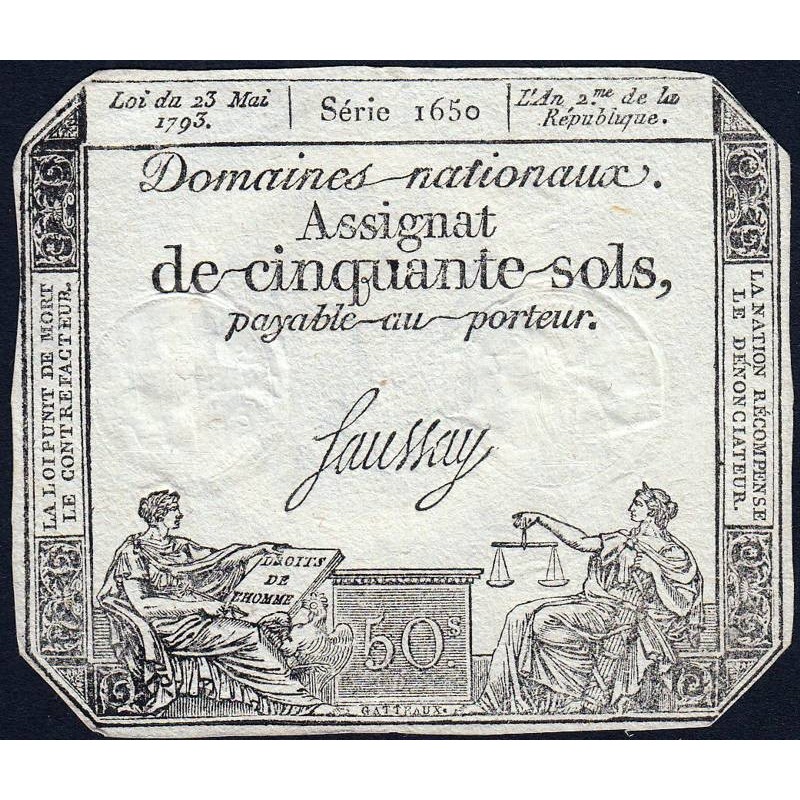 Loi du 23 Mai
1793.
Série 1650
L'An 2.me de la
République.
Domaines nationaux.
Assignat
de cinquante sols,
payable au porteur.
Saussay
LA LOI PUNIT DE MORT
LE CONTREFACTEUR.
LA NATION RÉCOMPENSE
LE DÉNONCIATEUR.
DROITS
DE
L'HOMME
50.s
GATTEAUX.